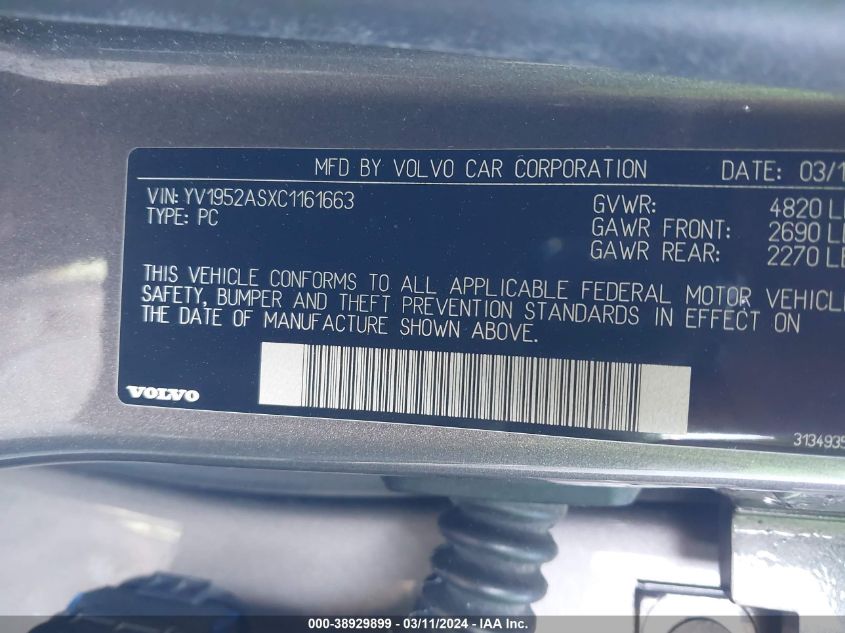 MFD BY VOLVO CAR CORPORATION DATE: 03/1
VIN: YV1952ASXC1161663 GVWR: 4820 L
TYPE: PC GAWR FRONT: 2690 L
GAWR REAR: 2270 L
THIS VEHICLE CONFORMS TO ALL APPLICABLE FEDERAL MOTOR VEHICLE
SAFETY, BUMPER AND THEFT PREVENTION STANDARDS IN EFFECT ON
THE DATE OF MANUFACTURE SHOWN ABOVE.
VOLVO
3134935
000-38929899 / 03/11/2024 - IAA Inc.